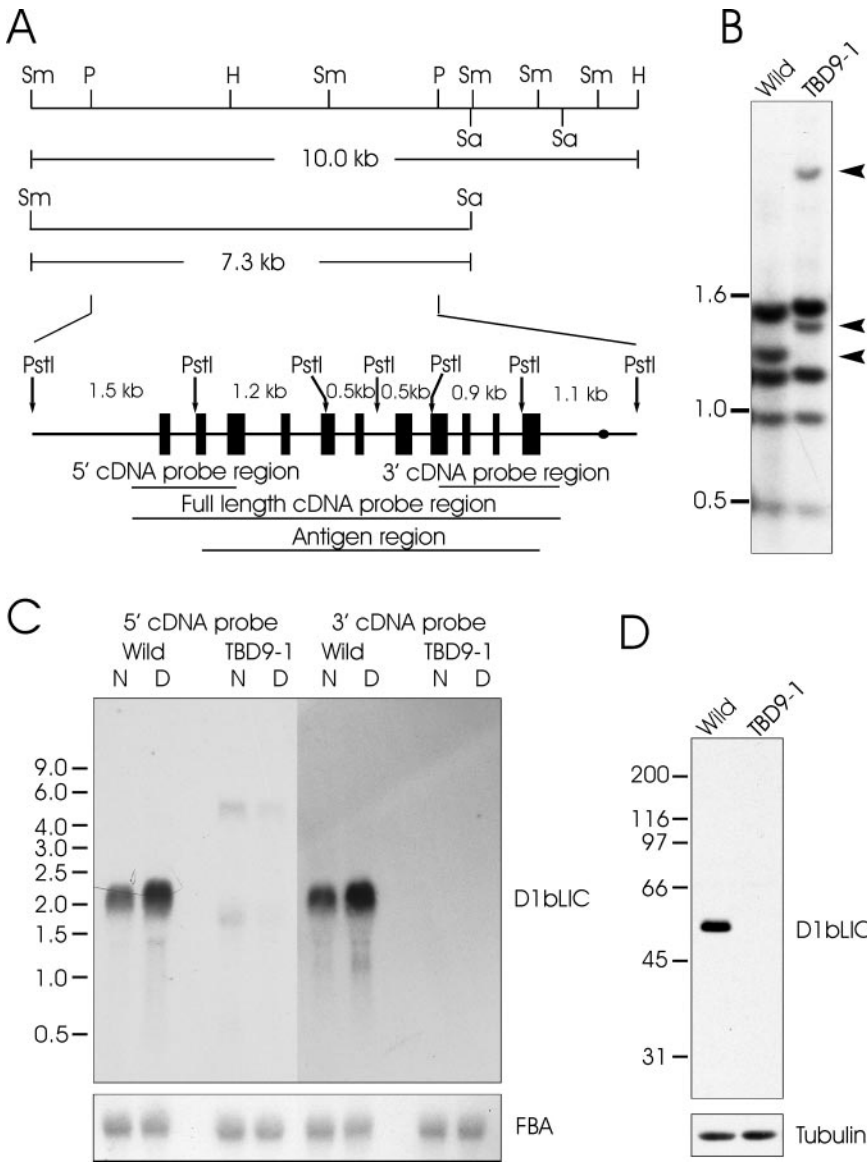 A
Sm P H Sm P Sm Sm Sm H
Sa Sa
10.0 kb
Sm Sa
7.3 kb
PstI PstI PstI PstI PstI PstI PstI
1.5 kb 1.2 kb 0.5kb 0.5kb 0.9 kb 1.1 kb
5' cDNA probe region 3' cDNA probe region
Full length cDNA probe region
Antigen region
B
Wild TBD9-1
1.6
1.0
0.5
C
5' cDNA probe 3' cDNA probe
Wild TBD9-1 Wild TBD9-1
N D N D N D N D
9.0
6.0
4.0
3.0
2.5
2.0
1.5
1.0
0.5
D1bLIC
FBA
D
Wild TBD9-1
200
116
97
66
45
31
D1bLIC
Tubulin